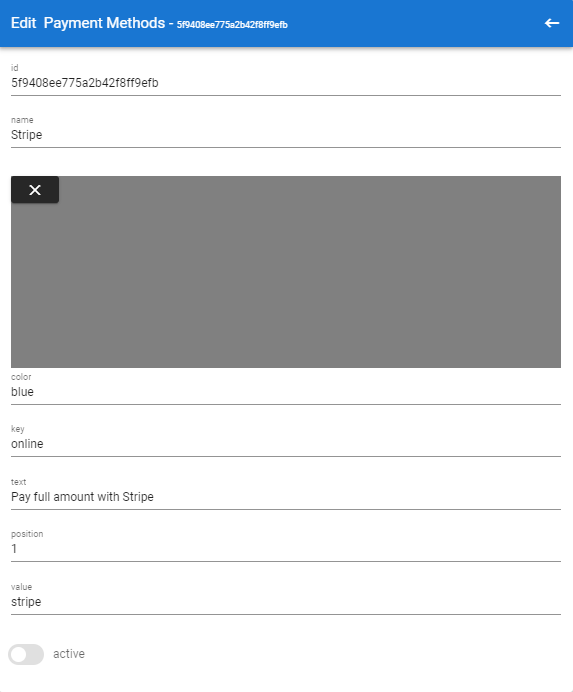 Edit Payment Methods - 5f9408ee775a2b42f8ff9efb
id
5f9408ee775a2b42f8ff9efb
name
Stripe
color
blue
key
online
text
Pay full amount with Stripe
position
1
value
stripe
active